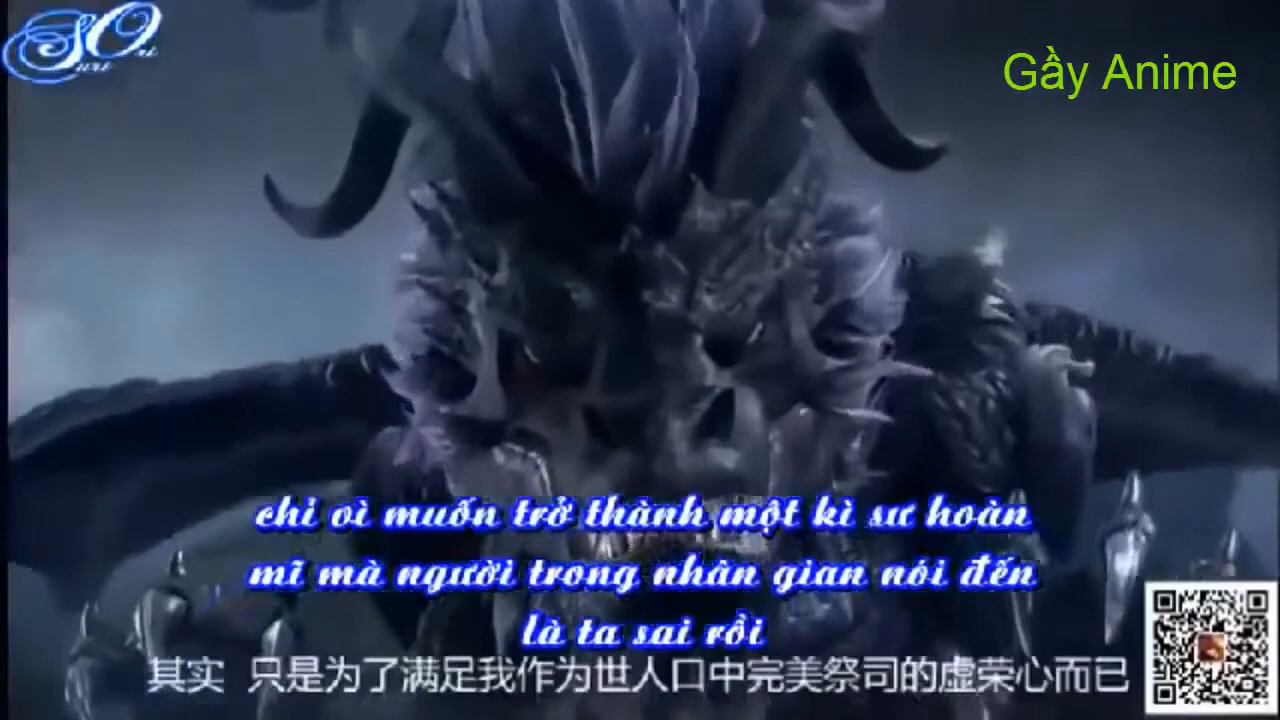 SuriOri
Gầy Anime
chỉ vì muốn trở thành một kì sư hoàn
mĩ mà người trong nhân gian nói đến
là ta sai rồi
其实 只是为了满足我作为世人口中完美祭司的虚荣心而已